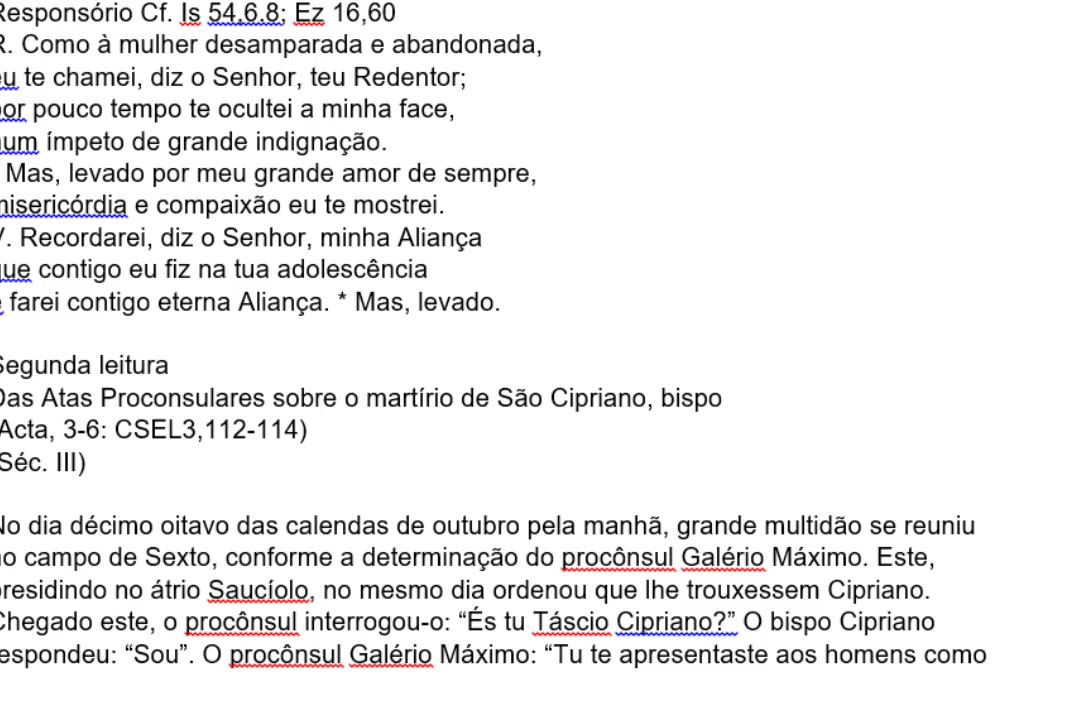 Responsório Cf. Is 54,6.8; Ez 16,60
R. Como à mulher desamparada e abandonada,
eu te chamei, diz o Senhor, teu Redentor;
por pouco tempo te ocultei a minha face,
num ímpeto de grande indignação.
Mas, levado por meu grande amor de sempre,
misericórdia e compaixão eu te mostrei.
V. Recordarei, diz o Senhor, minha Aliança
que contigo eu fiz na tua adolescência
e farei contigo eterna Aliança. * Mas, levado.
Segunda leitura
Das Atas Proconsulares sobre o martírio de São Cipriano, bispo
(Acta, 3-6: CSEL3,112-114)
(Séc. III)
No dia décimo oitavo das calendas de outubro pela manhã, grande multidão se reuniu
no campo de Sexto, conforme a determinação do procônsul Galério Máximo. Este,
presidindo no átrio Saucíolo, no mesmo dia ordenou que lhe trouxessem Cipriano.
Chegado este, o procônsul interrogou-o: “És tu Táscio Cipriano?” O bispo Cipriano
respondeu: “Sou”. O procônsul Galério Máximo: “Tu te apresentaste aos homens como